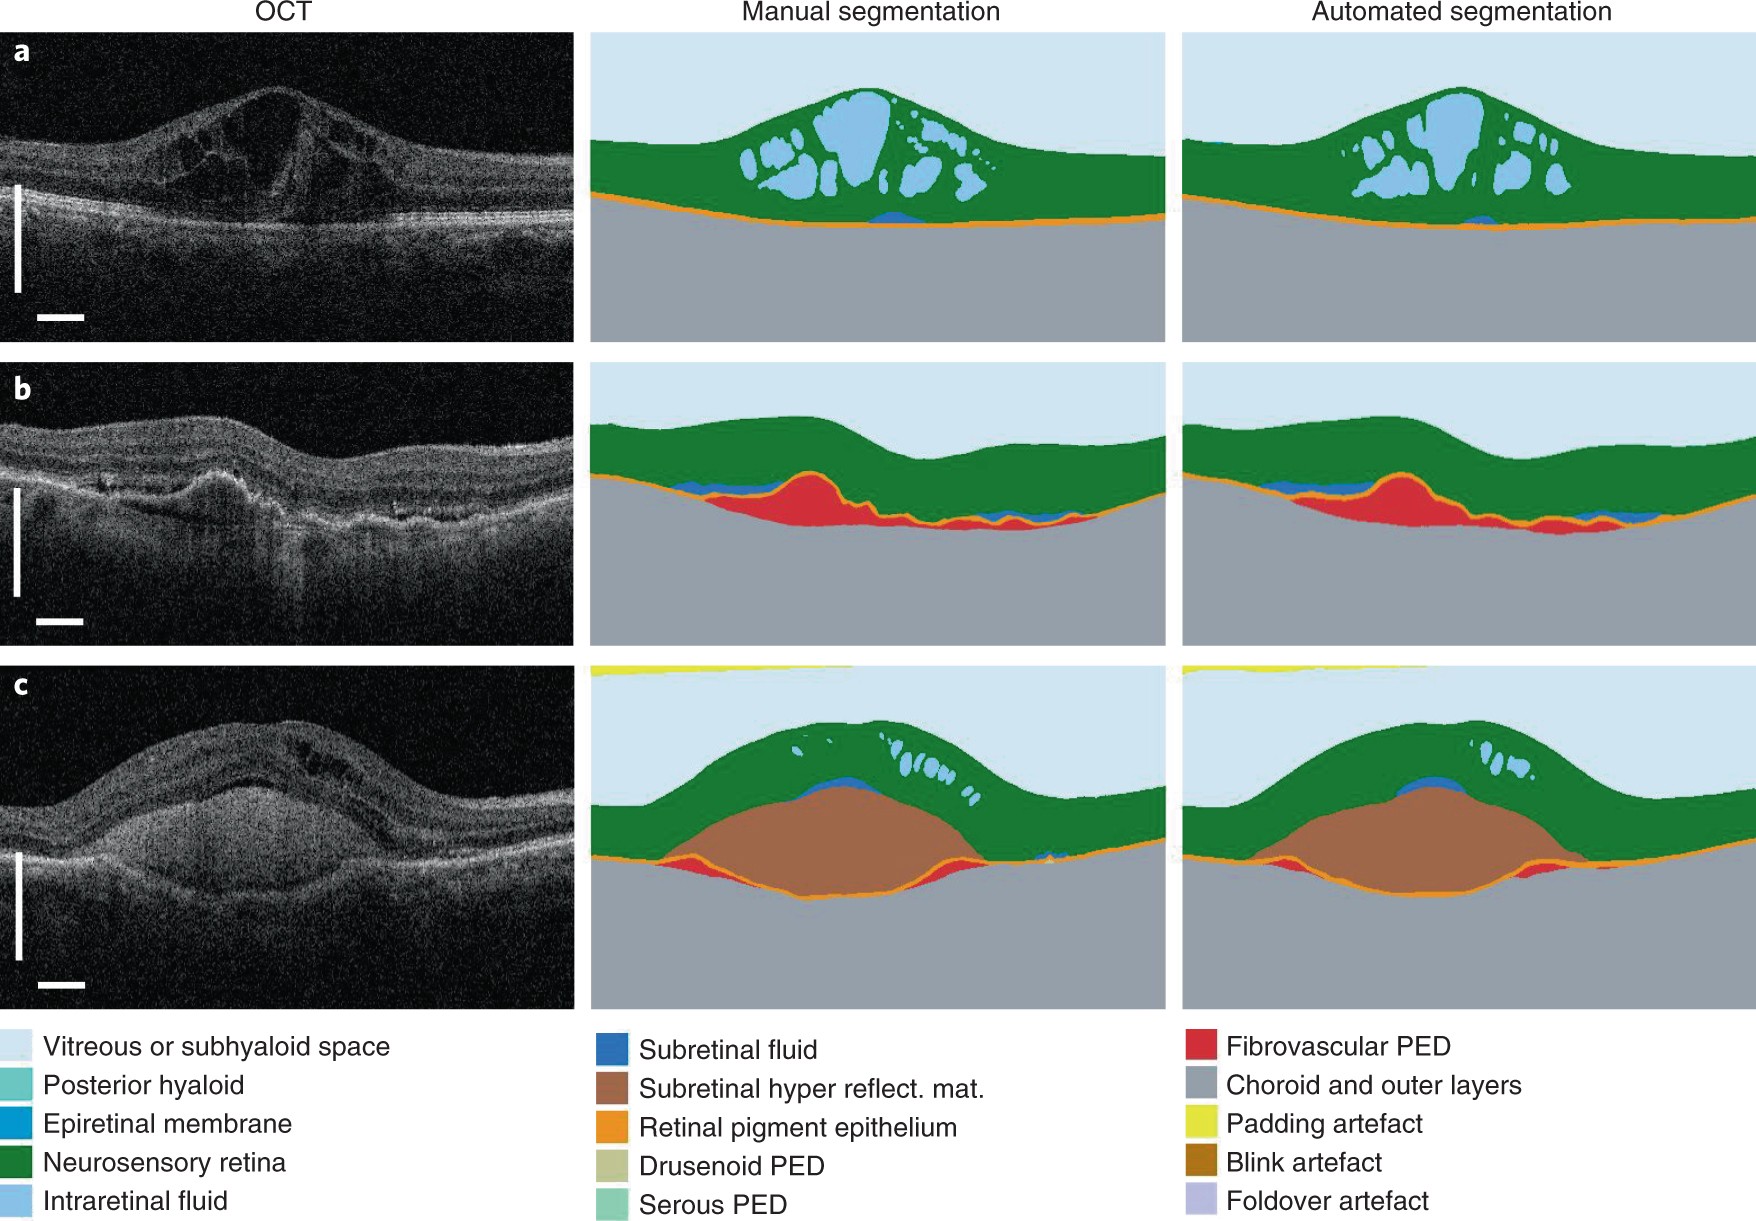 OCT
Manual segmentation
Automated segmentation
a
b
c
Vitreous or subhyaloid space
Posterior hyaloid
Epiretinal membrane
Neurosensory retina
Intraretinal fluid
Subretinal fluid
Subretinal hyper reflect. mat.
Retinal pigment epithelium
Drusenoid PED
Serous PED
Fibrovascular PED
Choroid and outer layers
Padding artefact
Blink artefact
Foldover artefact